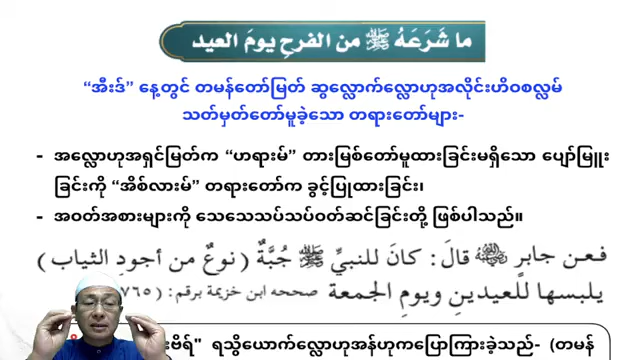 ما شَرَعَهُ ﷺ من الفرحِ يومَ العيد
“အီးဒ်” နေ့တွင် တမန်တော်မြတ် ဆွလ္လောက်လ္လောဟုအလိုင်းဟိဝစလ္လမ်
သတ်မှတ်တော်မူခဲ့သော တရားတော်များ-
- အလ္လောဟုအရှင်မြတ်က “ဟရားမ်” တားမြစ်တော်မူထားခြင်းမရှိသော ပျော်မြူး
ခြင်းကို “အိစ်လားမ်” တရားတော်က ခွင့်ပြုထားခြင်း၊
- အဝတ်အစားများကို သေသေသပ်သပ်ဝတ်ဆင်ခြင်းတို့ ဖြစ်ပါသည်။
فـعـن جابرٍ رضي الله عنه قالَ: كانَ للنبيِّ ﷺ جُبَّةٌ (نوعٌ من أجودِ الثياب)
يلبسها للعيدينِ ويومِ الجمعة صححه ابن خزيمة برقم: (٧٦٥
ရသွိယောက်လ္လောဟုအန်ဟုကပြောကြားခဲ့သည်- (တမန်